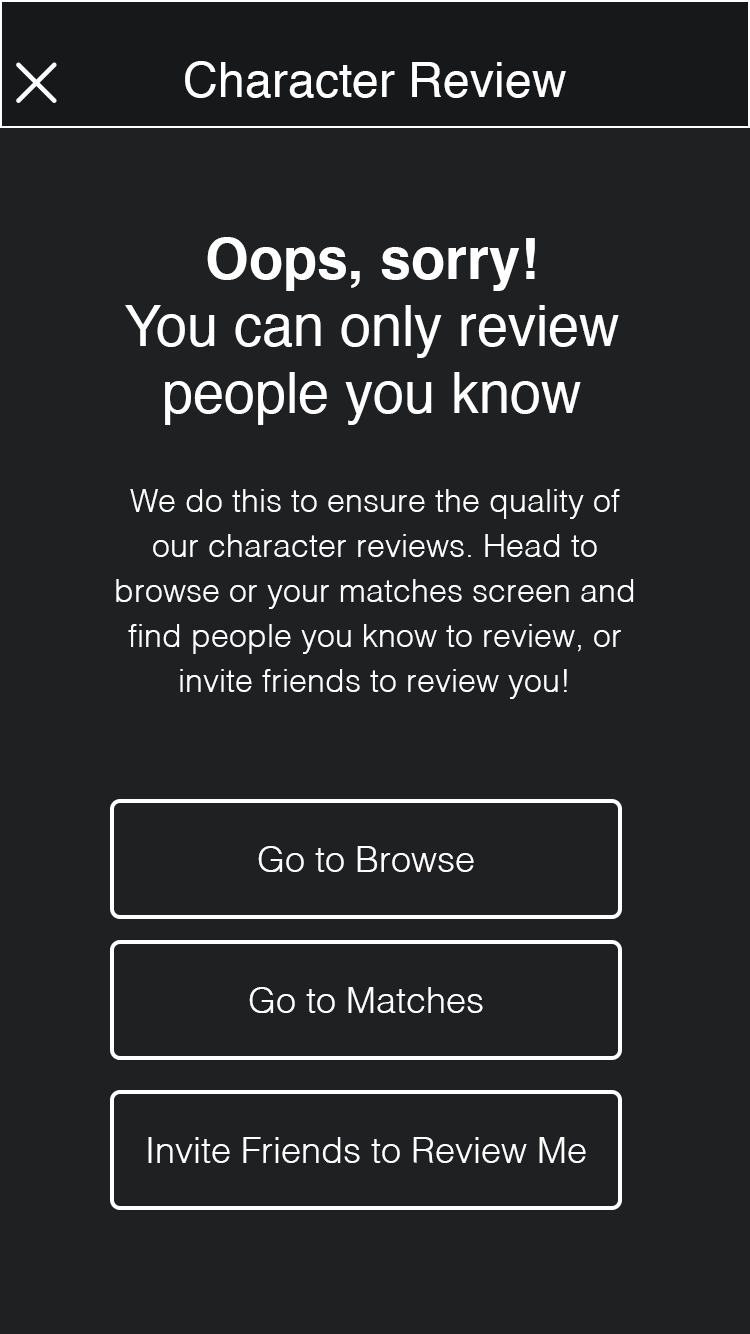 Character Review
Oops, sorry!
You can only review
people you know
We do this to ensure the quality of
our character reviews. Head to
browse or your matches screen and
find people you know to review, or
invite friends to review you!
Go to Browse
Go to Matches
Invite Friends to Review Me